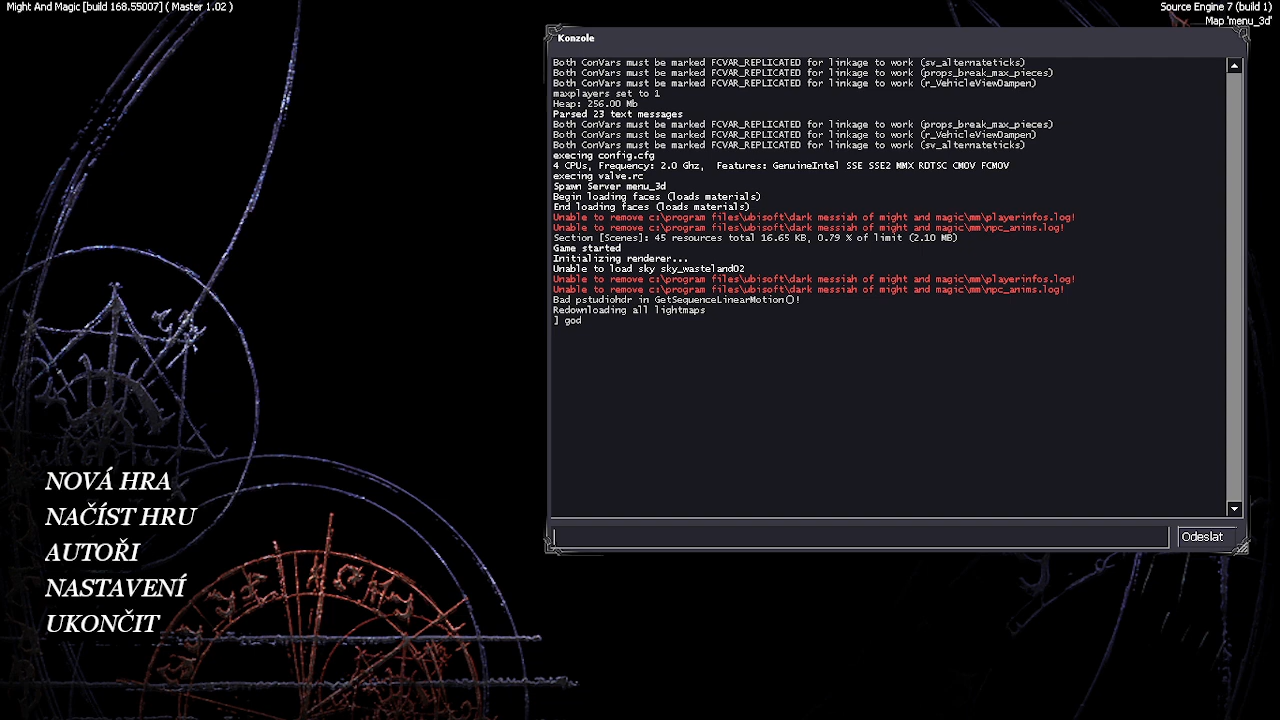 Might And Magic [build 168.55007] ( Master 1.02 )
Source Engine 7 (build 1)
Map 'menu_3d'
Konzole
Both ConVars must be marked FCVAR_REPLICATED for linkage to work (sv_alternateticks)
Both ConVars must be marked FCVAR_REPLICATED for linkage to work (props_break_max_pieces)
Both ConVars must be marked FCVAR_REPLICATED for linkage to work (r_VehicleViewDampen)
maxplayers set to 1
Heap: 256.00 Mb
Parsed 23 text messages
Both ConVars must be marked FCVAR_REPLICATED for linkage to work (props_break_max_pieces)
Both ConVars must be marked FCVAR_REPLICATED for linkage to work (r_VehicleViewDampen)
Both ConVars must be marked FCVAR_REPLICATED for linkage to work (sv_alternateticks)
execing config.cfg
4 CPUs, Frequency: 2.0 Ghz,  Features: GenuineIntel SSE SSE2 MMX RDTSC CMOV FCMOV
execing valve.rc
Spawn Server menu_3d
Begin loading faces (loads materials)
End loading faces (loads materials)
Unable to remove c:\program files\ubisoft\dark messiah of might and magic\mm\playerinfos.log!
Unable to remove c:\program files\ubisoft\dark messiah of might and magic\mm\npc_anims.log!
Section [Scenes]: 45 resources total 16.65 KB, 0.79 % of limit (2.10 MB)
Game started
Initializing renderer...
Unable to load sky sky_wasteland02
Unable to remove c:\program files\ubisoft\dark messiah of might and magic\mm\playerinfos.log!
Unable to remove c:\program files\ubisoft\dark messiah of might and magic\mm\npc_anims.log!
Bad pstudiohdr in GetSequenceLinearMotion()!
Redownloading all lightmaps
] god
Odeslat
NOVÁ HRA
NAČÍST HRU
AUTOŘI
NASTAVENÍ
UKONČIT